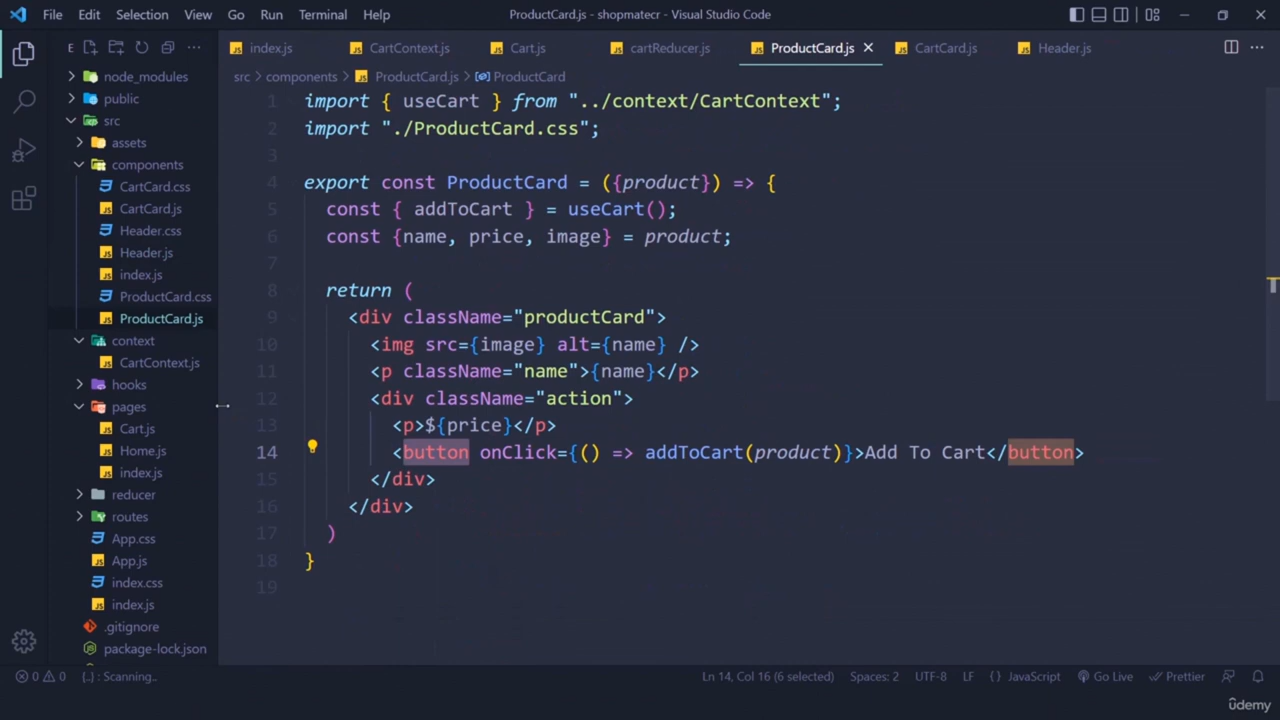 File Edit Selection View Go Run Terminal Help ProductCard.js - shopmatecr - Visual Studio Code
E
index.js CartContext.js Cart.js cartReducer.js ProductCard.js CartCard.js Header.js
src > components > ProductCard.js > ProductCard
node_modules
public
src
assets
components
CartCard.css
CartCard.js
Header.css
Header.js
index.js
ProductCard.css
ProductCard.js
context
CartContext.js
hooks
pages
Cart.js
Home.js
index.js
reducer
routes
App.css
App.js
index.css
index.js
.gitignore
package-lock.json
1 import { useCart } from "../context/CartContext";
2 import "./ProductCard.css";
3
4 export const ProductCard = ({product}) => {
5 const { addToCart } = useCart();
6 const {name, price, image} = product;
7
8 return (
9 <div className="productCard">
10 <img src={image} alt={name} />
11 <p className="name">{name}</p>
12 <div className="action">
13 <p>${price}</p>
14 <button onClick={() => addToCart(product)}>Add To Cart</button>
15 </div>
16 </div>
17 )
18 }
19
0 0 {..} : Scanning.. Ln 14, Col 16 (6 selected) Spaces: 2 UTF-8 LF {} JavaScript Go Live Prettier
ûdemy